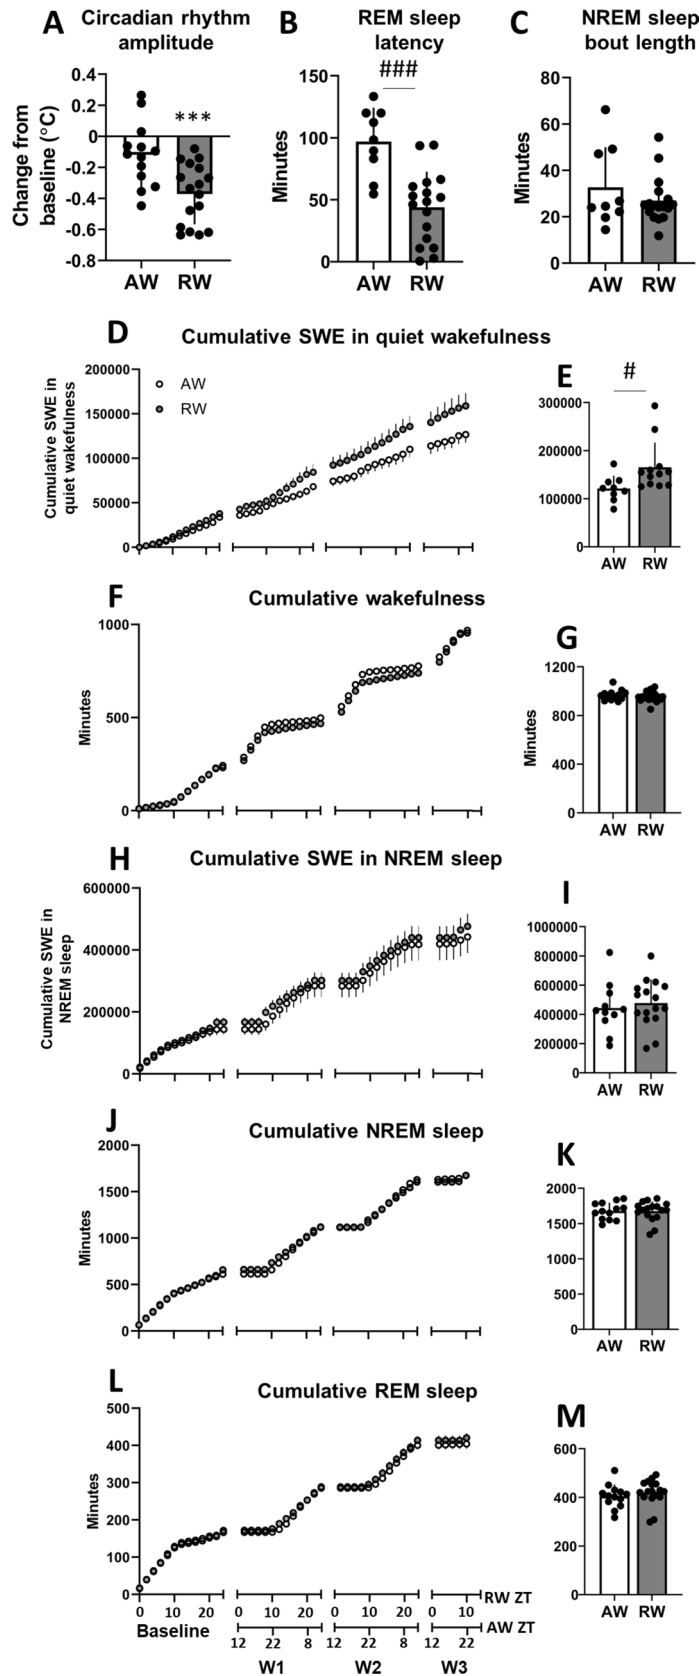 A Circadian rhythm amplitude
B REM sleep latency
C NREM sleep bout length
Change from baseline (°C)
0.4
0.2
0
-0.2
-0.4
-0.6
-0.8
***
AW RW
Minutes
150
100
50
0
###
AW RW
Minutes
80
60
40
20
0
AW RW
D Cumulative SWE in quiet wakefulness
Cumulative SWE in quiet wakefulness
200000
150000
100000
50000
0
AW
RW
E
#
300000
200000
100000
0
AW RW
F Cumulative wakefulness
Minutes
1000
500
0
G
Minutes
1200
800
400
0
AW RW
H Cumulative SWE in NREM sleep
Cumulative SWE in NREM sleep
600000
400000
200000
0
I
1000000
800000
600000
400000
200000
0
AW RW
J Cumulative NREM sleep
Minutes
2000
1500
1000
500
0
K
2000
1500
1000
500
0
AW RW
L Cumulative REM sleep
Minutes
500
400
300
200
100
0
M
600
400
200
0
AW RW
0 10 20 0 10 0 10 0 10 RW ZT
Baseline
12 22 8 12 22 8 12 22 AW ZT
W1 W2 W3